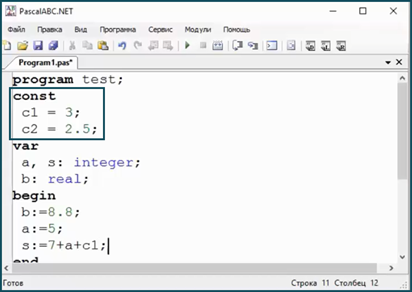 PascalABC.NET
Файл Правка Вид Программа Сервис Модули Помощь
Program1.pas*
program test;
const
c1 = 3;
c2 = 2.5;
var
a, s: integer;
b: real;
begin
b:=8.8;
a:=5;
s:=7+a+c1;
end
Готов Строка 11 Столбец 12